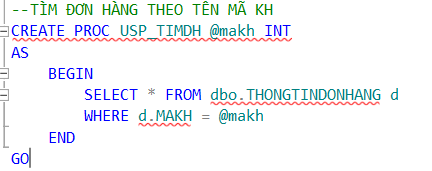 --TÌM ĐƠN HÀNG THEO TÊN MÃ KH
CREATE PROC USP_TIMDH @makh INT
AS
BEGIN
SELECT * FROM dbo.THONGTINDONHANG d
WHERE d.MAKH = @makh
END
GO